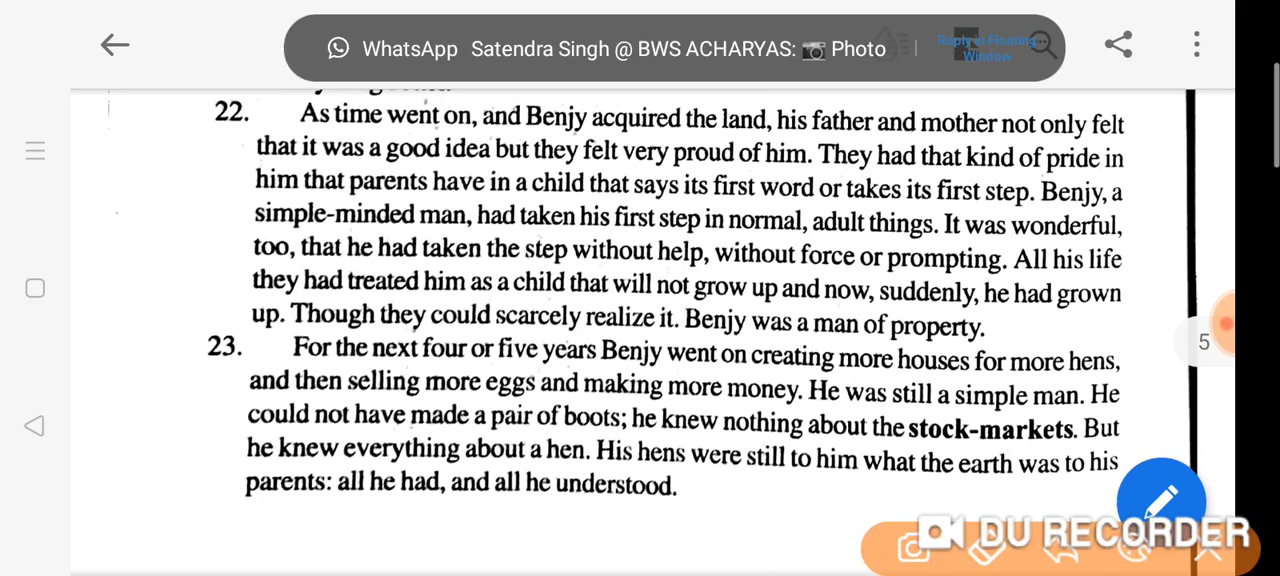 WhatsApp Satendra Singh @ BWS ACHARYAS: 📷 Photo
Reply in Floating
Window
22. As time went on, and Benjy acquired the land, his father and mother not only felt
that it was a good idea but they felt very proud of him. They had that kind of pride in
him that parents have in a child that says its first word or takes its first step. Benjy, a
simple-minded man, had taken his first step in normal, adult things. It was wonderful,
too, that he had taken the step without help, without force or prompting. All his life
they had treated him as a child that will not grow up and now, suddenly, he had grown
up. Though they could scarcely realize it. Benjy was a man of property.
5
23. For the next four or five years Benjy went on creating more houses for more hens,
and then selling more eggs and making more money. He was still a simple man. He
could not have made a pair of boots; he knew nothing about the stock-markets. But
he knew everything about a hen. His hens were still to him what the earth was to his
parents: all he had, and all he understood.
DU RECORDER